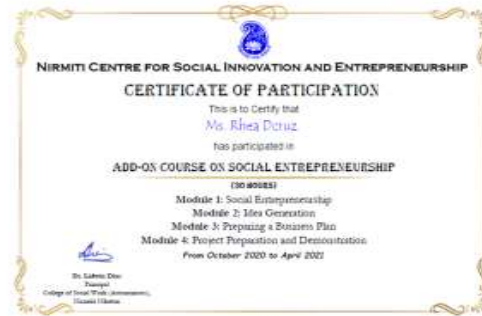 NIRMITI CENTRE FOR SOCIAL INNOVATION AND ENTREPRENEURSHIP
CERTIFICATE OF PARTICIPATION
This is to Certify that
Ms. Rhea Dcruz
has participated in
ADD-ON COURSE ON SOCIAL ENTREPRENEURSHIP
(30 HOURS)
Module 1: Social Entrepreneurship
Module 2: Idea Generation
Module 3: Preparing a Business Plan
Module 4: Project Preparation and Demonstration
From October 2020 to April 2021
Principal
College of Social Work (Autonomous),
Nirmala Niketan